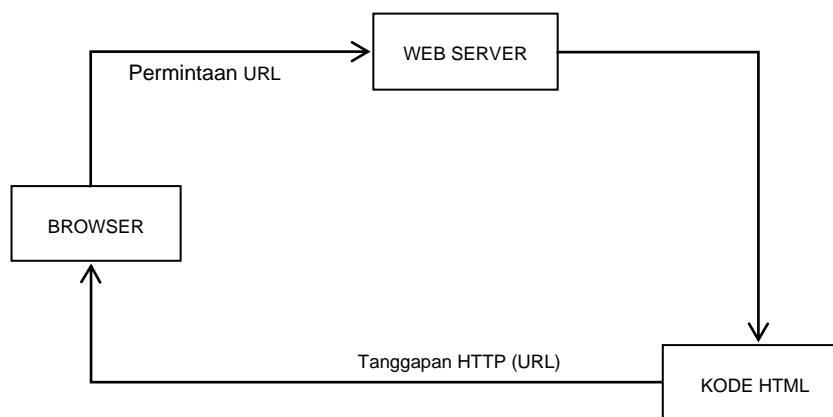 WEB SERVER
Permintaan URL
BROWSER
Tanggapan HTTP (URL)
KODE HTML